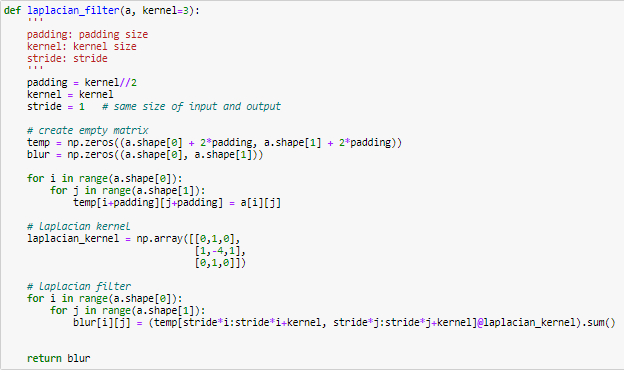 def laplacian_filter(a, kernel=3):
    '''
    padding: padding size
    kernel: kernel size
    stride: stride
    '''
    padding = kernel//2
    kernel = kernel
    stride = 1   # same size of input and output

    # create empty matrix
    temp = np.zeros((a.shape[0] + 2*padding, a.shape[1] + 2*padding))
    blur = np.zeros((a.shape[0], a.shape[1]))

    for i in range(a.shape[0]):
        for j in range(a.shape[1]):
            temp[i+padding][j+padding] = a[i][j]

    # laplacian kernel
    laplacian_kernel = np.array([[0,1,0],
                                 [1,-4,1],
                                 [0,1,0]])

    # laplacian filter
    for i in range(a.shape[0]):
        for j in range(a.shape[1]):
            blur[i][j] = (temp[stride*i:stride*i+kernel, stride*j:stride*j+kernel]@laplacian_kernel).sum()


    return blur